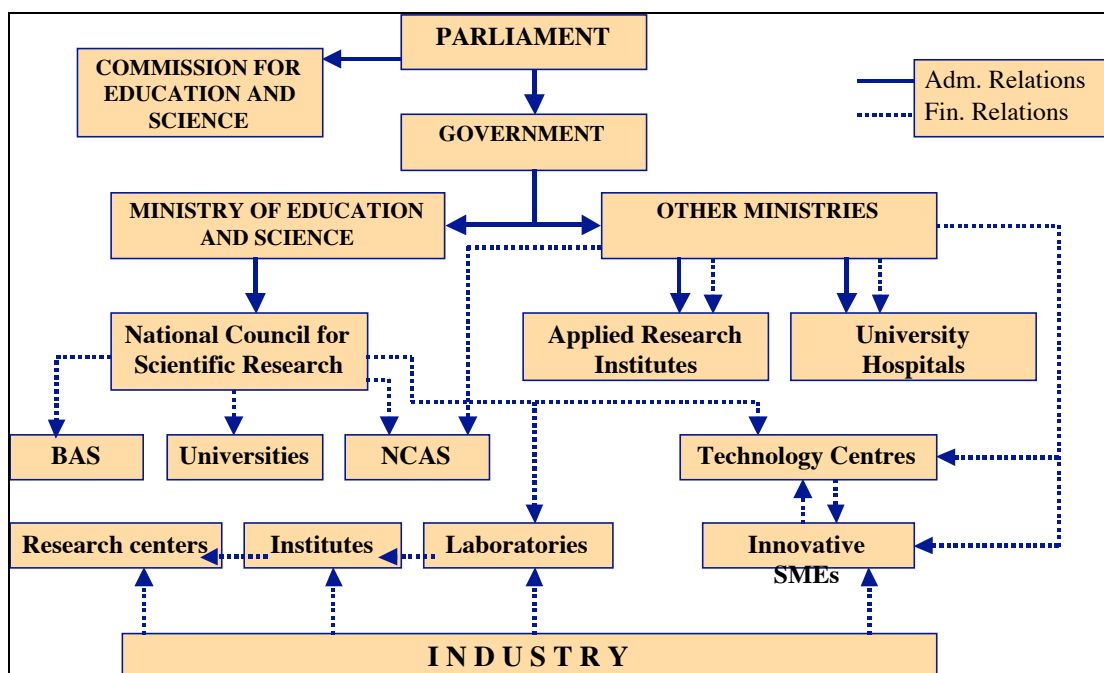 PARLIAMENT
COMMISSION FOR
EDUCATION AND
SCIENCE
Adm. Relations
Fin. Relations
GOVERNMENT
MINISTRY OF EDUCATION
AND SCIENCE
OTHER MINISTRIES
National Council for
Scientific Research
Applied Research
Institutes
University
Hospitals
BAS
Universities
NCAS
Technology Centres
Research centers
Institutes
Laboratories
Innovative
SMEs
I N D U S T R Y